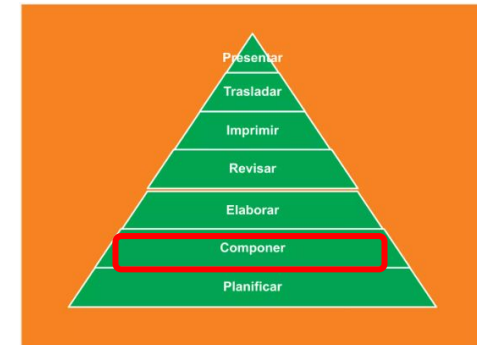 Presentar
Trasladar
Imprimir
Revisar
Elaborar
Componer
Planificar